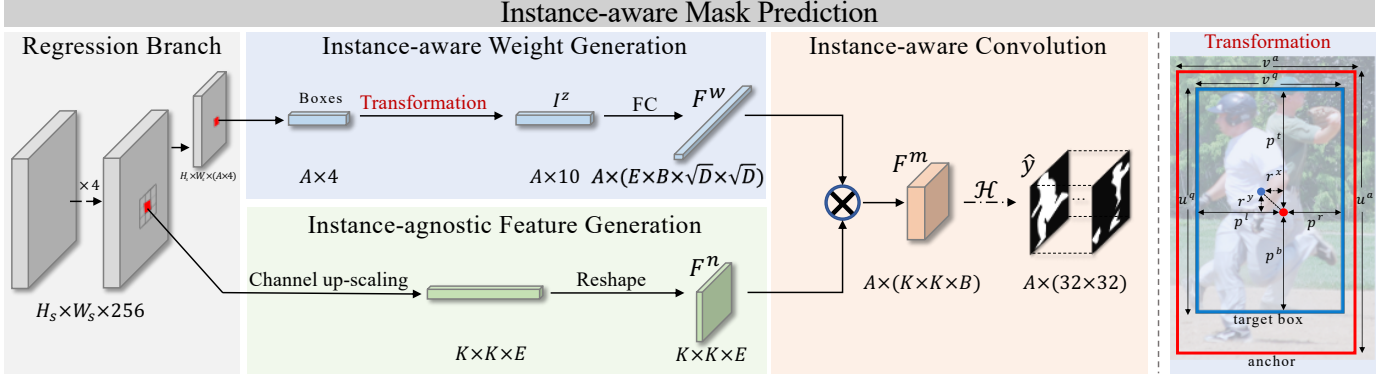 Instance-aware Mask Prediction
Regression Branch
×4
H_s×W_s×(A×4)
H_s×W_s×256
Instance-aware Weight Generation
Boxes
Transformation
I^z
FC
F^w
A×4
A×10
A×(E×B×√D×√D)
Instance-agnostic Feature Generation
Channel up-scaling
Reshape
F^n
K×K×E
K×K×E
Instance-aware Convolution
F^m
ℋ
ŷ
...
A×(K×K×B)
A×(32×32)
Transformation
v^a
v^q
p^t
r^x
r^y
u^q
u^a
p^l
p^r
p^b
target box
anchor